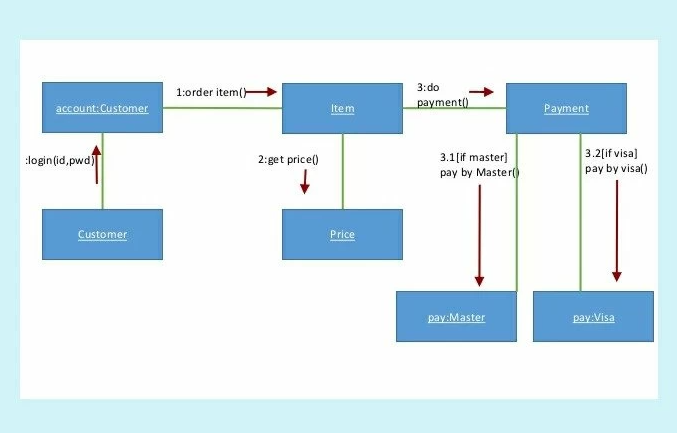 1:order item()
3:do
payment()
account:Customer
Item
Payment
:login(id,pwd)
2:get price()
3.1[if master]
pay by Master()
3.2[if visa]
pay by visa()
Customer
Price
pay:Master
pay:Visa